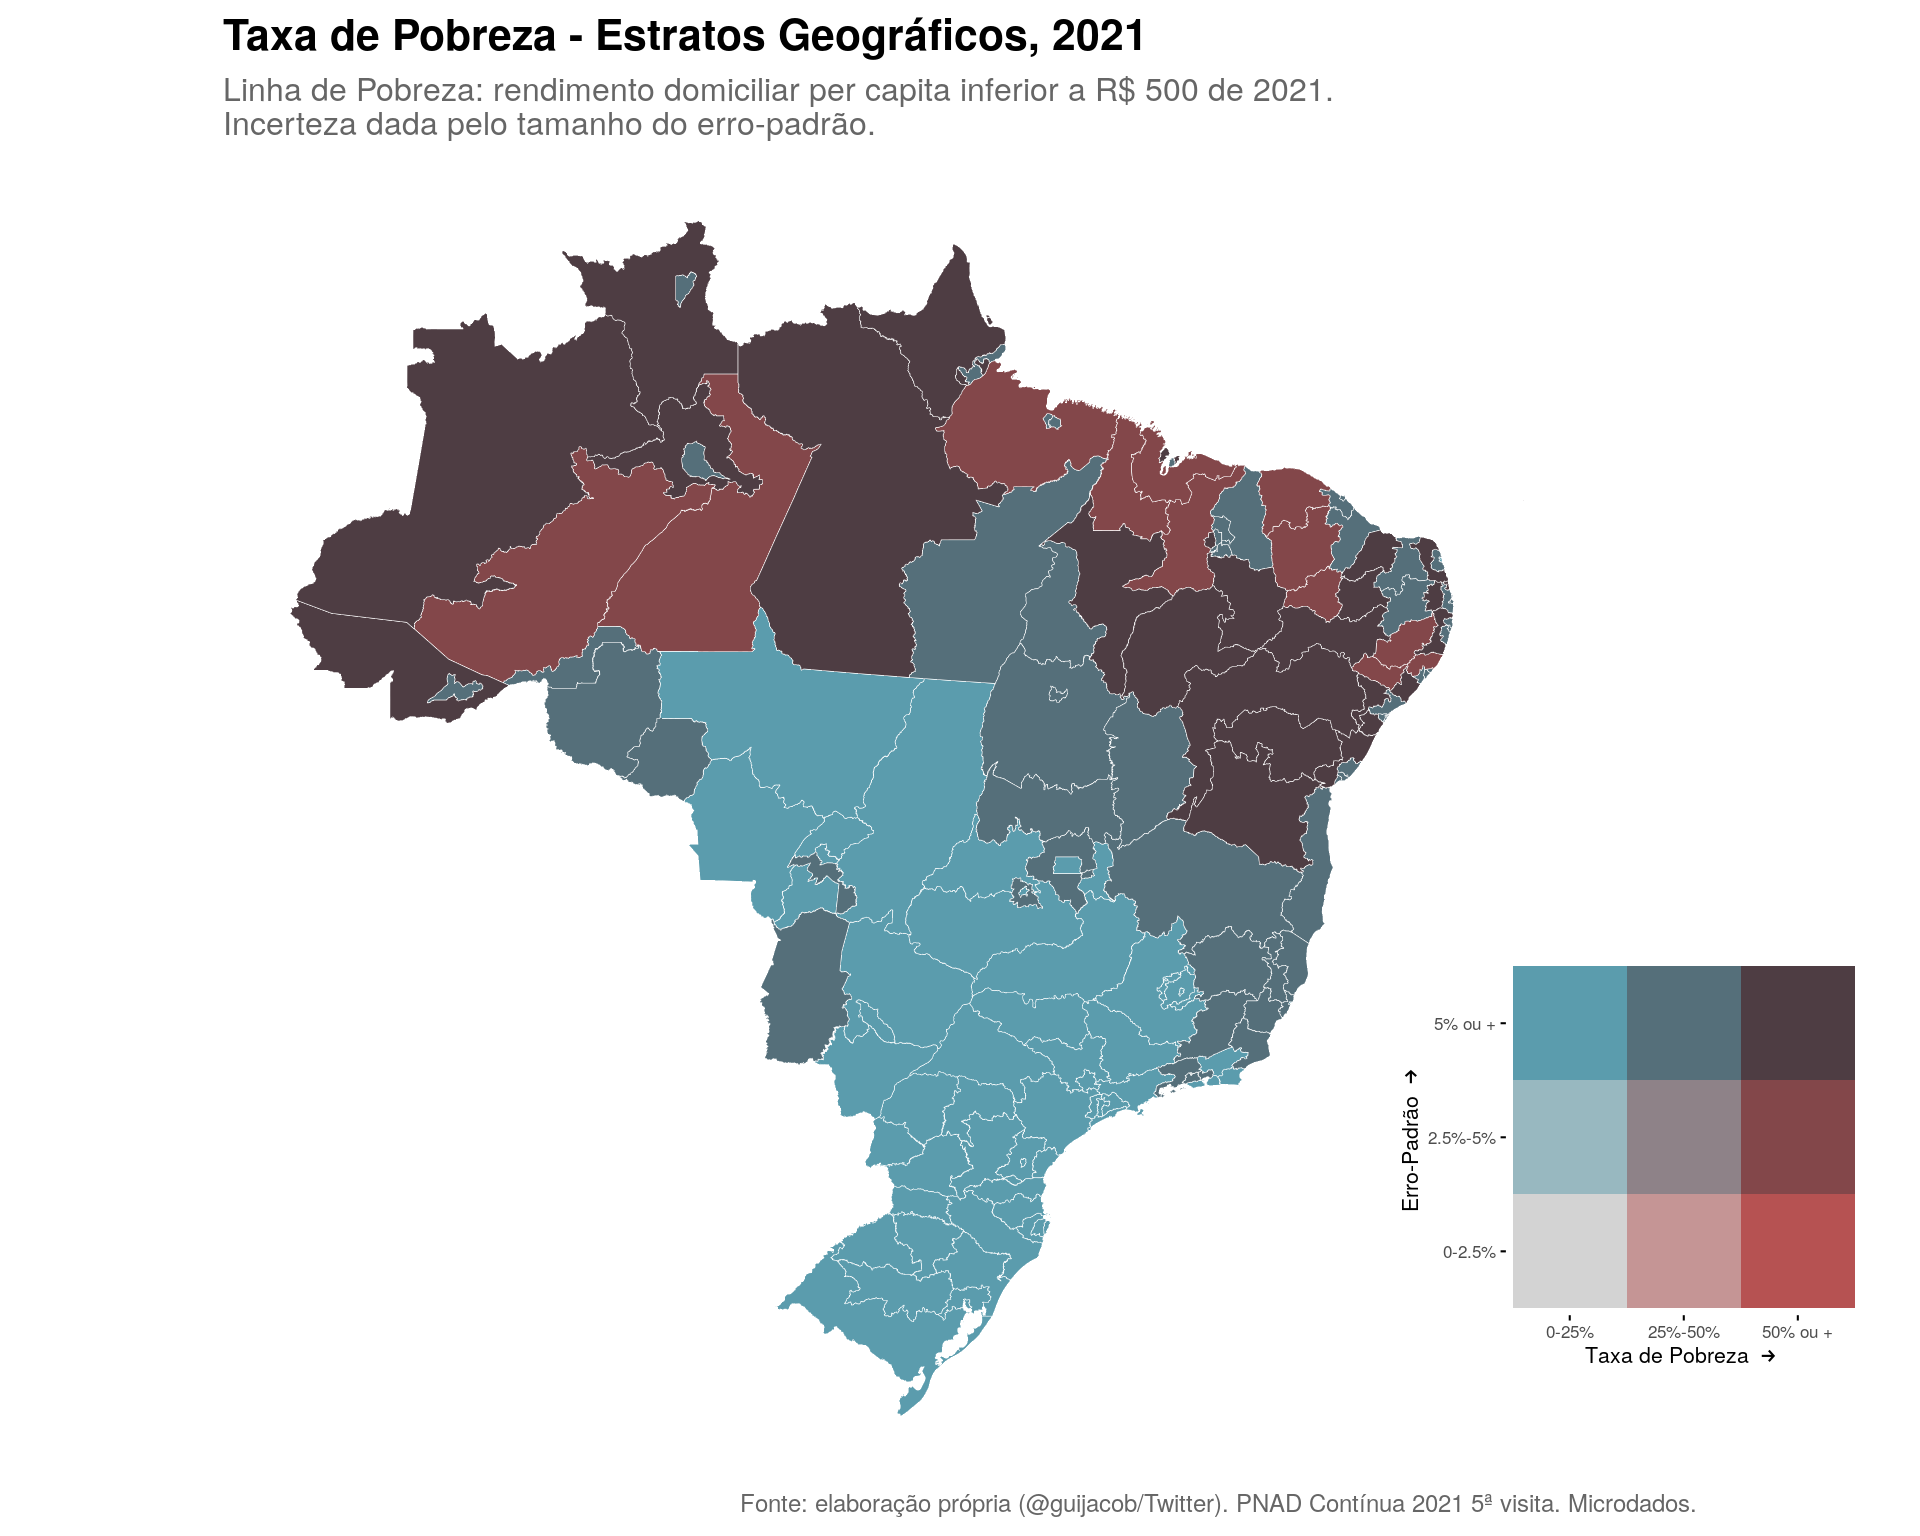 Taxa de Pobreza - Estratos Geográficos, 2021
Linha de Pobreza: rendimento domiciliar per capita inferior a R$ 500 de 2021.
Incerteza dada pelo tamanho do erro-padrão.
5% ou +
2.5%-5%
0-2.5%
Erro-Padrão →
0-25% 25%-50% 50% ou +
Taxa de Pobreza →
Fonte: elaboração própria (@guijacob/Twitter). PNAD Contínua 2021 5ª visita. Microdados.